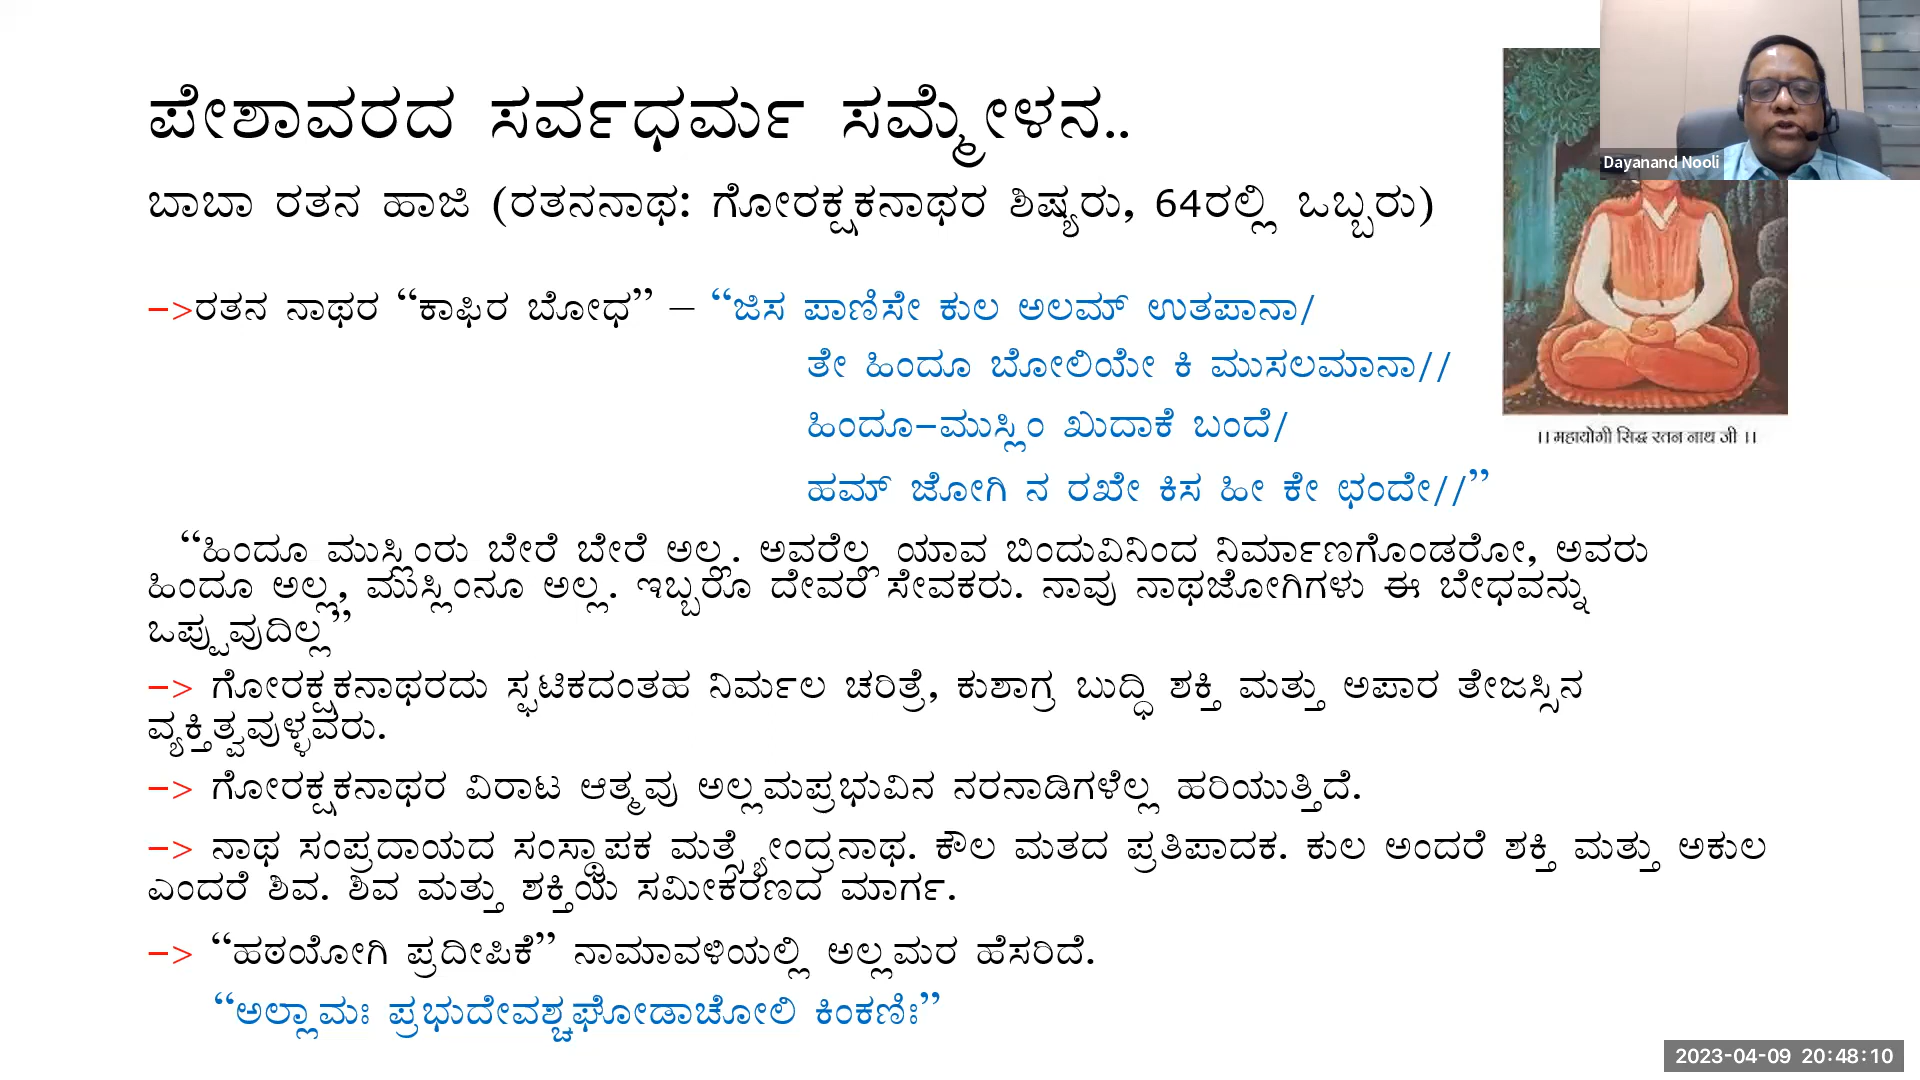 ಪೇಶಾವರದ ಸರ್ವಧರ್ಮ ಸಮ್ಮೇಳನ..
Dayanand Nooli
ಬಾಬಾ ರತನ ಹಾಜಿ (ರತನನಾಥ: ಗೋರಕ್ಷಕನಾಥರ ಶಿಷ್ಯರು, 64ರಲ್ಲಿ ಒಬ್ಬರು)
–>ರತನ ನಾಥರ “ಕಾಫಿರ ಬೋಧ” – “ಜಿಸ ಪಾಣಿಸೇ ಕುಲ ಅಲಮ್ ಉತಪಾನಾ/
ತೇ ಹಿಂದೂ ಬೋಲಿಯೇ ಕಿ ಮುಸಲಮಾನಾ//
ಹಿಂದೂ–ಮುಸ್ಲಿಂ ಖುದಾಕೆ ಬಂದೆ/
।। महायोगी सिद्ध रतन नाथ जी ।।
ಹಮ್ ಜೋಗಿ ನ ರಖೇ ಕಿಸ ಹೀ ಕೇ ಛಂದೇ//”
“ಹಿಂದೂ ಮುಸ್ಲಿಂರು ಬೇರೆ ಬೇರೆ ಅಲ್ಲ. ಅವರೆಲ್ಲ ಯಾವ ಬಿಂದುವಿನಿಂದ ನಿರ್ಮಾಣಗೊಂಡರೋ, ಅವರು
ಹಿಂದೂ ಅಲ್ಲ, ಮುಸ್ಲಿಂನೂ ಅಲ್ಲ. ಇಬ್ಬರೂ ದೇವರ ಸೇವಕರು. ನಾವು ನಾಥಜೋಗಿಗಳು ಈ ಬೇಧವನ್ನು
ಒಪ್ಪುವುದಿಲ್ಲ”
–> ಗೋರಕ್ಷಕನಾಥರದು ಸ್ಫಟಿಕದಂತಹ ನಿರ್ಮಲ ಚರಿತ್ರೆ, ಕುಶಾಗ್ರ ಬುದ್ಧಿ ಶಕ್ತಿ ಮತ್ತು ಅಪಾರ ತೇಜಸ್ಸಿನ
ವ್ಯಕ್ತಿತ್ವವುಳ್ಳವರು.
–> ಗೋರಕ್ಷಕನಾಥರ ವಿರಾಟ ಆತ್ಮವು ಅಲ್ಲಮಪ್ರಭುವಿನ ನರನಾಡಿಗಳೆಲ್ಲ ಹರಿಯುತ್ತಿದೆ.
–> ನಾಥ ಸಂಪ್ರದಾಯದ ಸಂಸ್ಥಾಪಕ ಮತ್ಸ್ಯೇಂದ್ರನಾಥ. ಕೌಲ ಮತದ ಪ್ರತಿಪಾದಕ. ಕುಲ ಅಂದರೆ ಶಕ್ತಿ ಮತ್ತು ಅಕುಲ
ಎಂದರೆ ಶಿವ. ಶಿವ ಮತ್ತು ಶಕ್ತಿಯ ಸಮೀಕರಣದ ಮಾರ್ಗ.
–> “ಹಠಯೋಗಿ ಪ್ರದೀಪಿಕೆ” ನಾಮಾವಳಿಯಲ್ಲಿ ಅಲ್ಲಮರ ಹೆಸರಿದೆ.
“ಅಲ್ಲಾಮಃ ಪ್ರಭುದೇವಶ್ಚಘೋಡಾಚೋಲಿ ಕಿಂಕಣಿಃ”
2023-04-09 20:48:10